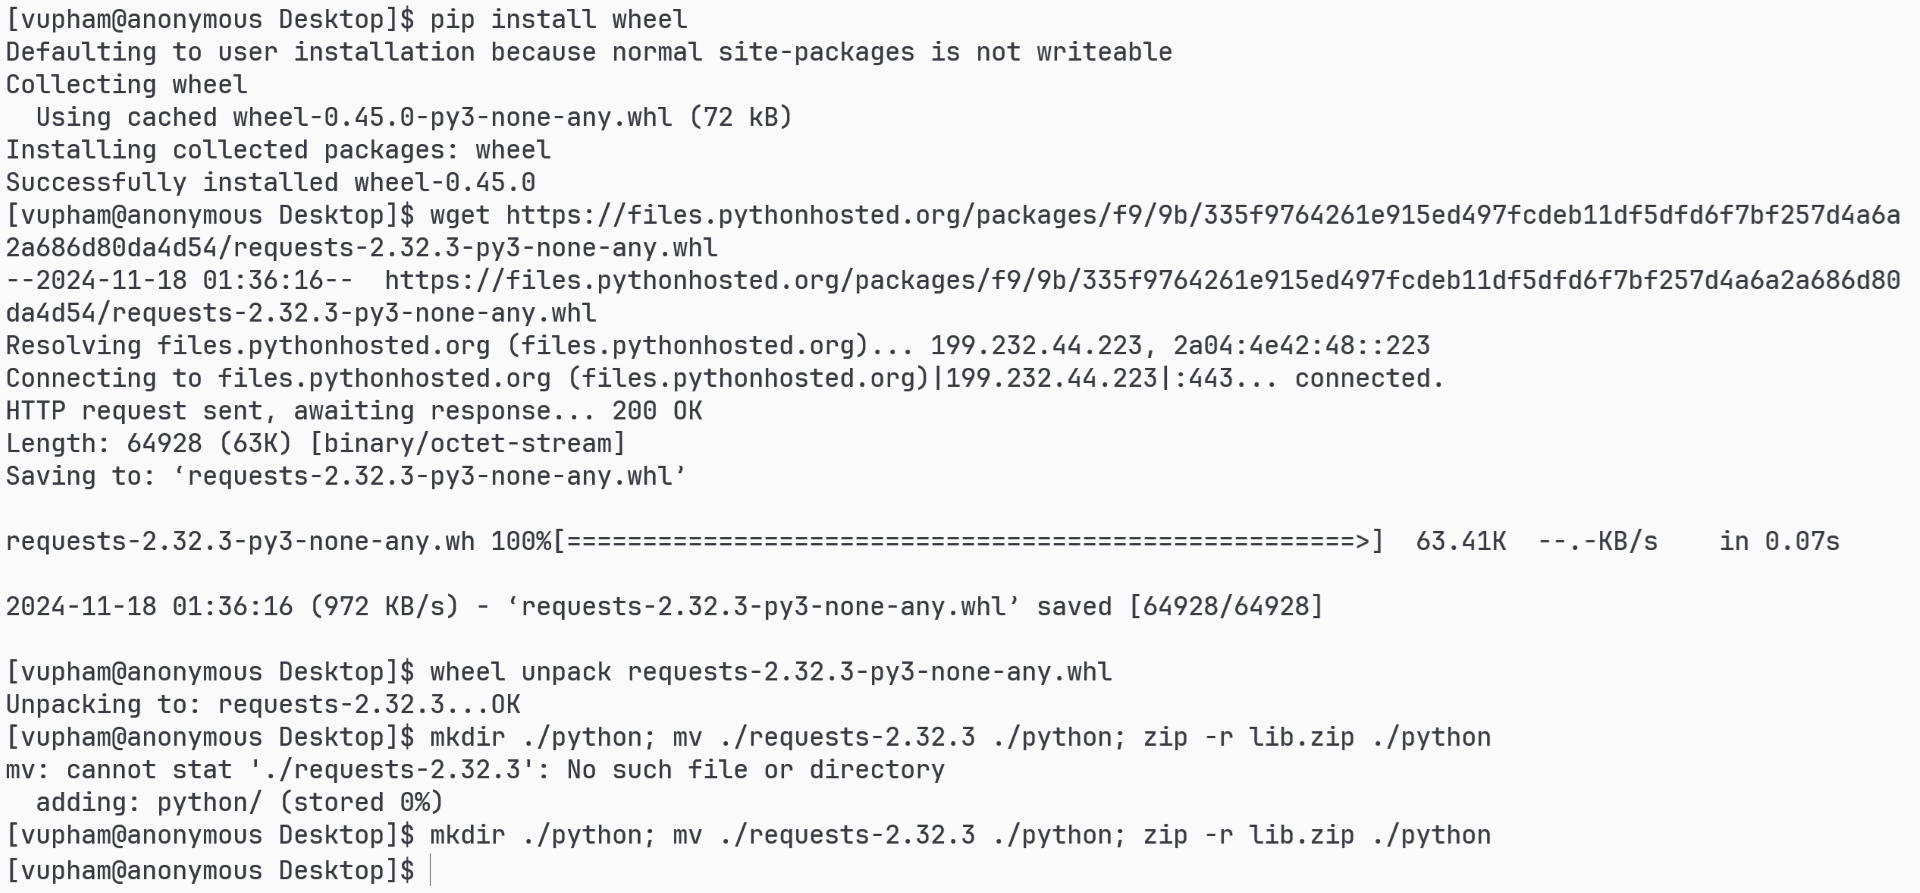 [vupham@anonymous Desktop]$ pip install wheel
Defaulting to user installation because normal site-packages is not writeable
Collecting wheel
  Using cached wheel-0.45.0-py3-none-any.whl (72 kB)
Installing collected packages: wheel
Successfully installed wheel-0.45.0
[vupham@anonymous Desktop]$ wget https://files.pythonhosted.org/packages/f9/9b/335f9764261e915ed497fcdeb11df5dfd6f7bf257d4a6a
2a686d80da4d54/requests-2.32.3-py3-none-any.whl
--2024-11-18 01:36:16--  https://files.pythonhosted.org/packages/f9/9b/335f9764261e915ed497fcdeb11df5dfd6f7bf257d4a6a2a686d80
da4d54/requests-2.32.3-py3-none-any.whl
Resolving files.pythonhosted.org (files.pythonhosted.org)... 199.232.44.223, 2a04:4e42:48::223
Connecting to files.pythonhosted.org (files.pythonhosted.org)|199.232.44.223|:443... connected.
HTTP request sent, awaiting response... 200 OK
Length: 64928 (63K) [binary/octet-stream]
Saving to: ‘requests-2.32.3-py3-none-any.whl’
requests-2.32.3-py3-none-any.wh 100%[====================================================>]  63.41K  --.-KB/s    in 0.07s
2024-11-18 01:36:16 (972 KB/s) - ‘requests-2.32.3-py3-none-any.whl’ saved [64928/64928]
[vupham@anonymous Desktop]$ wheel unpack requests-2.32.3-py3-none-any.whl
Unpacking to: requests-2.32.3...OK
[vupham@anonymous Desktop]$ mkdir ./python; mv ./requests-2.32.3 ./python; zip -r lib.zip ./python
mv: cannot stat './requests-2.32.3': No such file or directory
  adding: python/ (stored 0%)
[vupham@anonymous Desktop]$ mkdir ./python; mv ./requests-2.32.3 ./python; zip -r lib.zip ./python
[vupham@anonymous Desktop]$